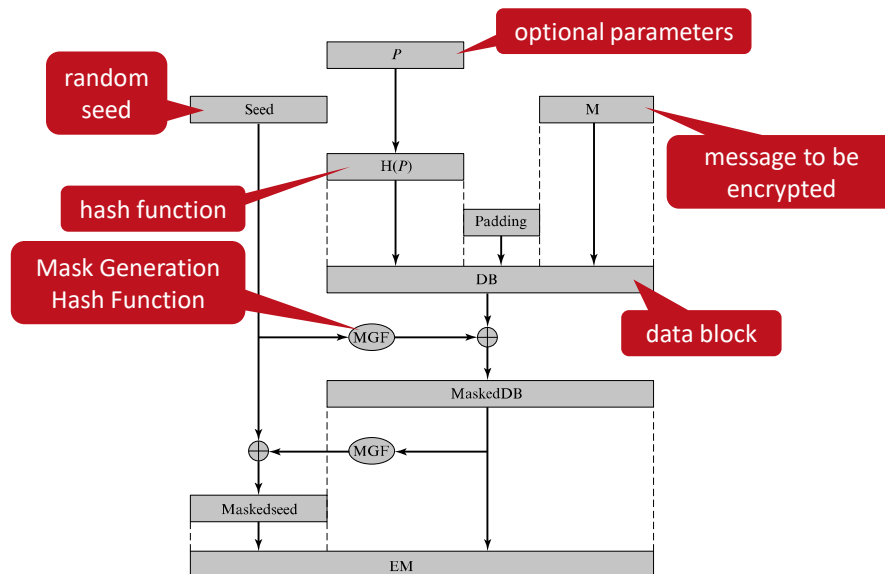 optional parameters
P
random
seed
Seed
M
message to be
encrypted
H(P)
hash function
Padding
Mask Generation
Hash Function
DB
data block
MGF
MaskedDB
MGF
Maskedseed
EM